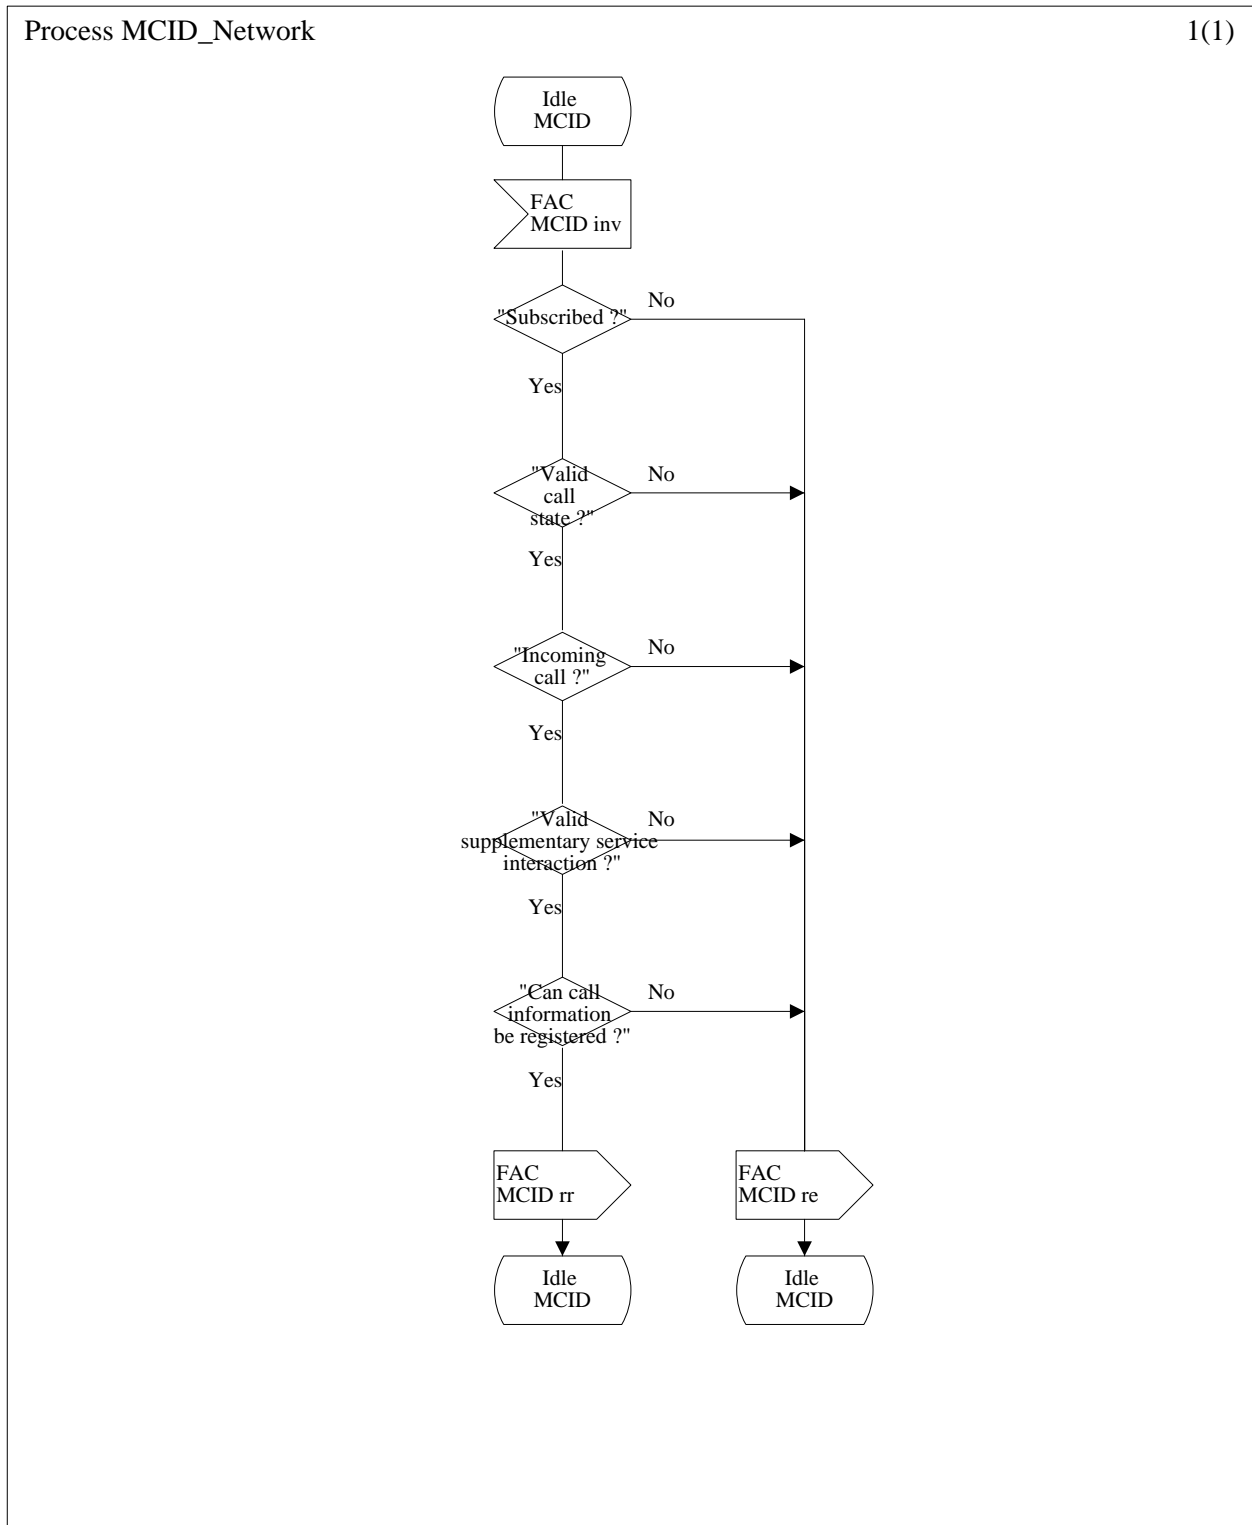 Process MCID_Network
1(1)
Idle
MCID
FAC
MCID inv
"Subscribed ?"
No
Yes
"Valid
call
state ?"
No
Yes
"Incoming
call ?"
No
Yes
"Valid
supplementary service
interaction ?"
No
Yes
"Can call
information
be registered ?"
No
Yes
FAC
MCID rr
FAC
MCID re
Idle
MCID
Idle
MCID